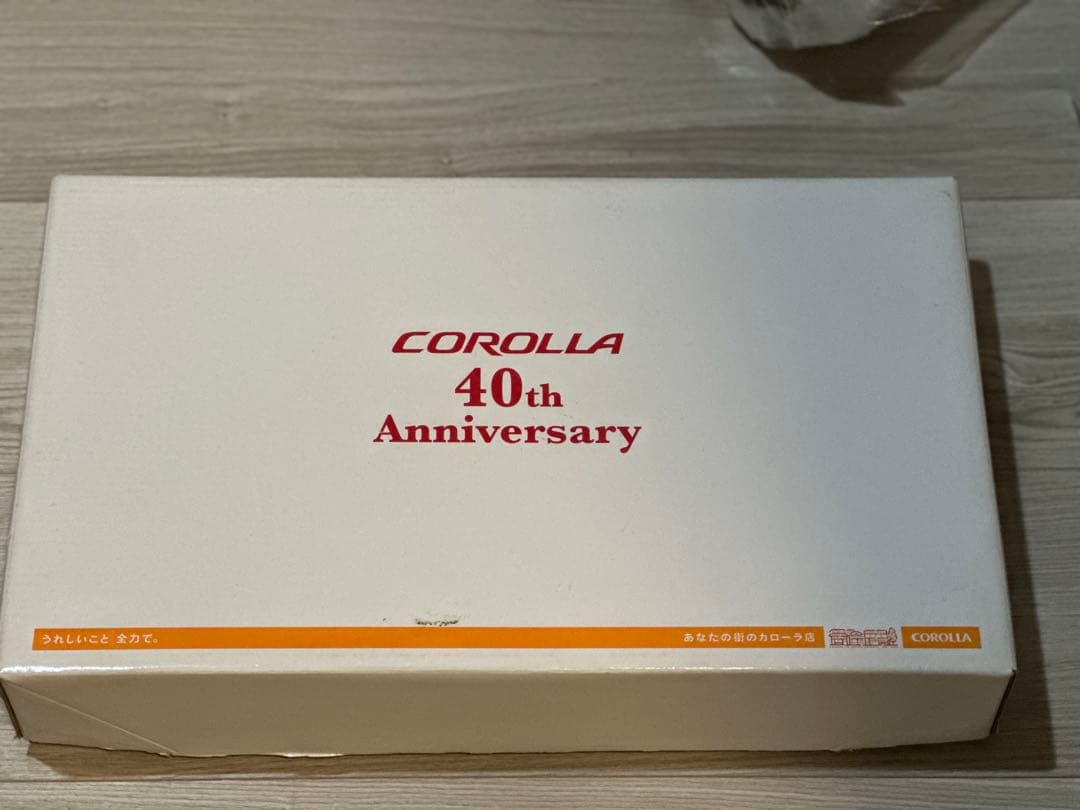 COROLLA
40th
Anniversary
うれしいこと 全力で。
あなたの街のカローラ店
COROLLA